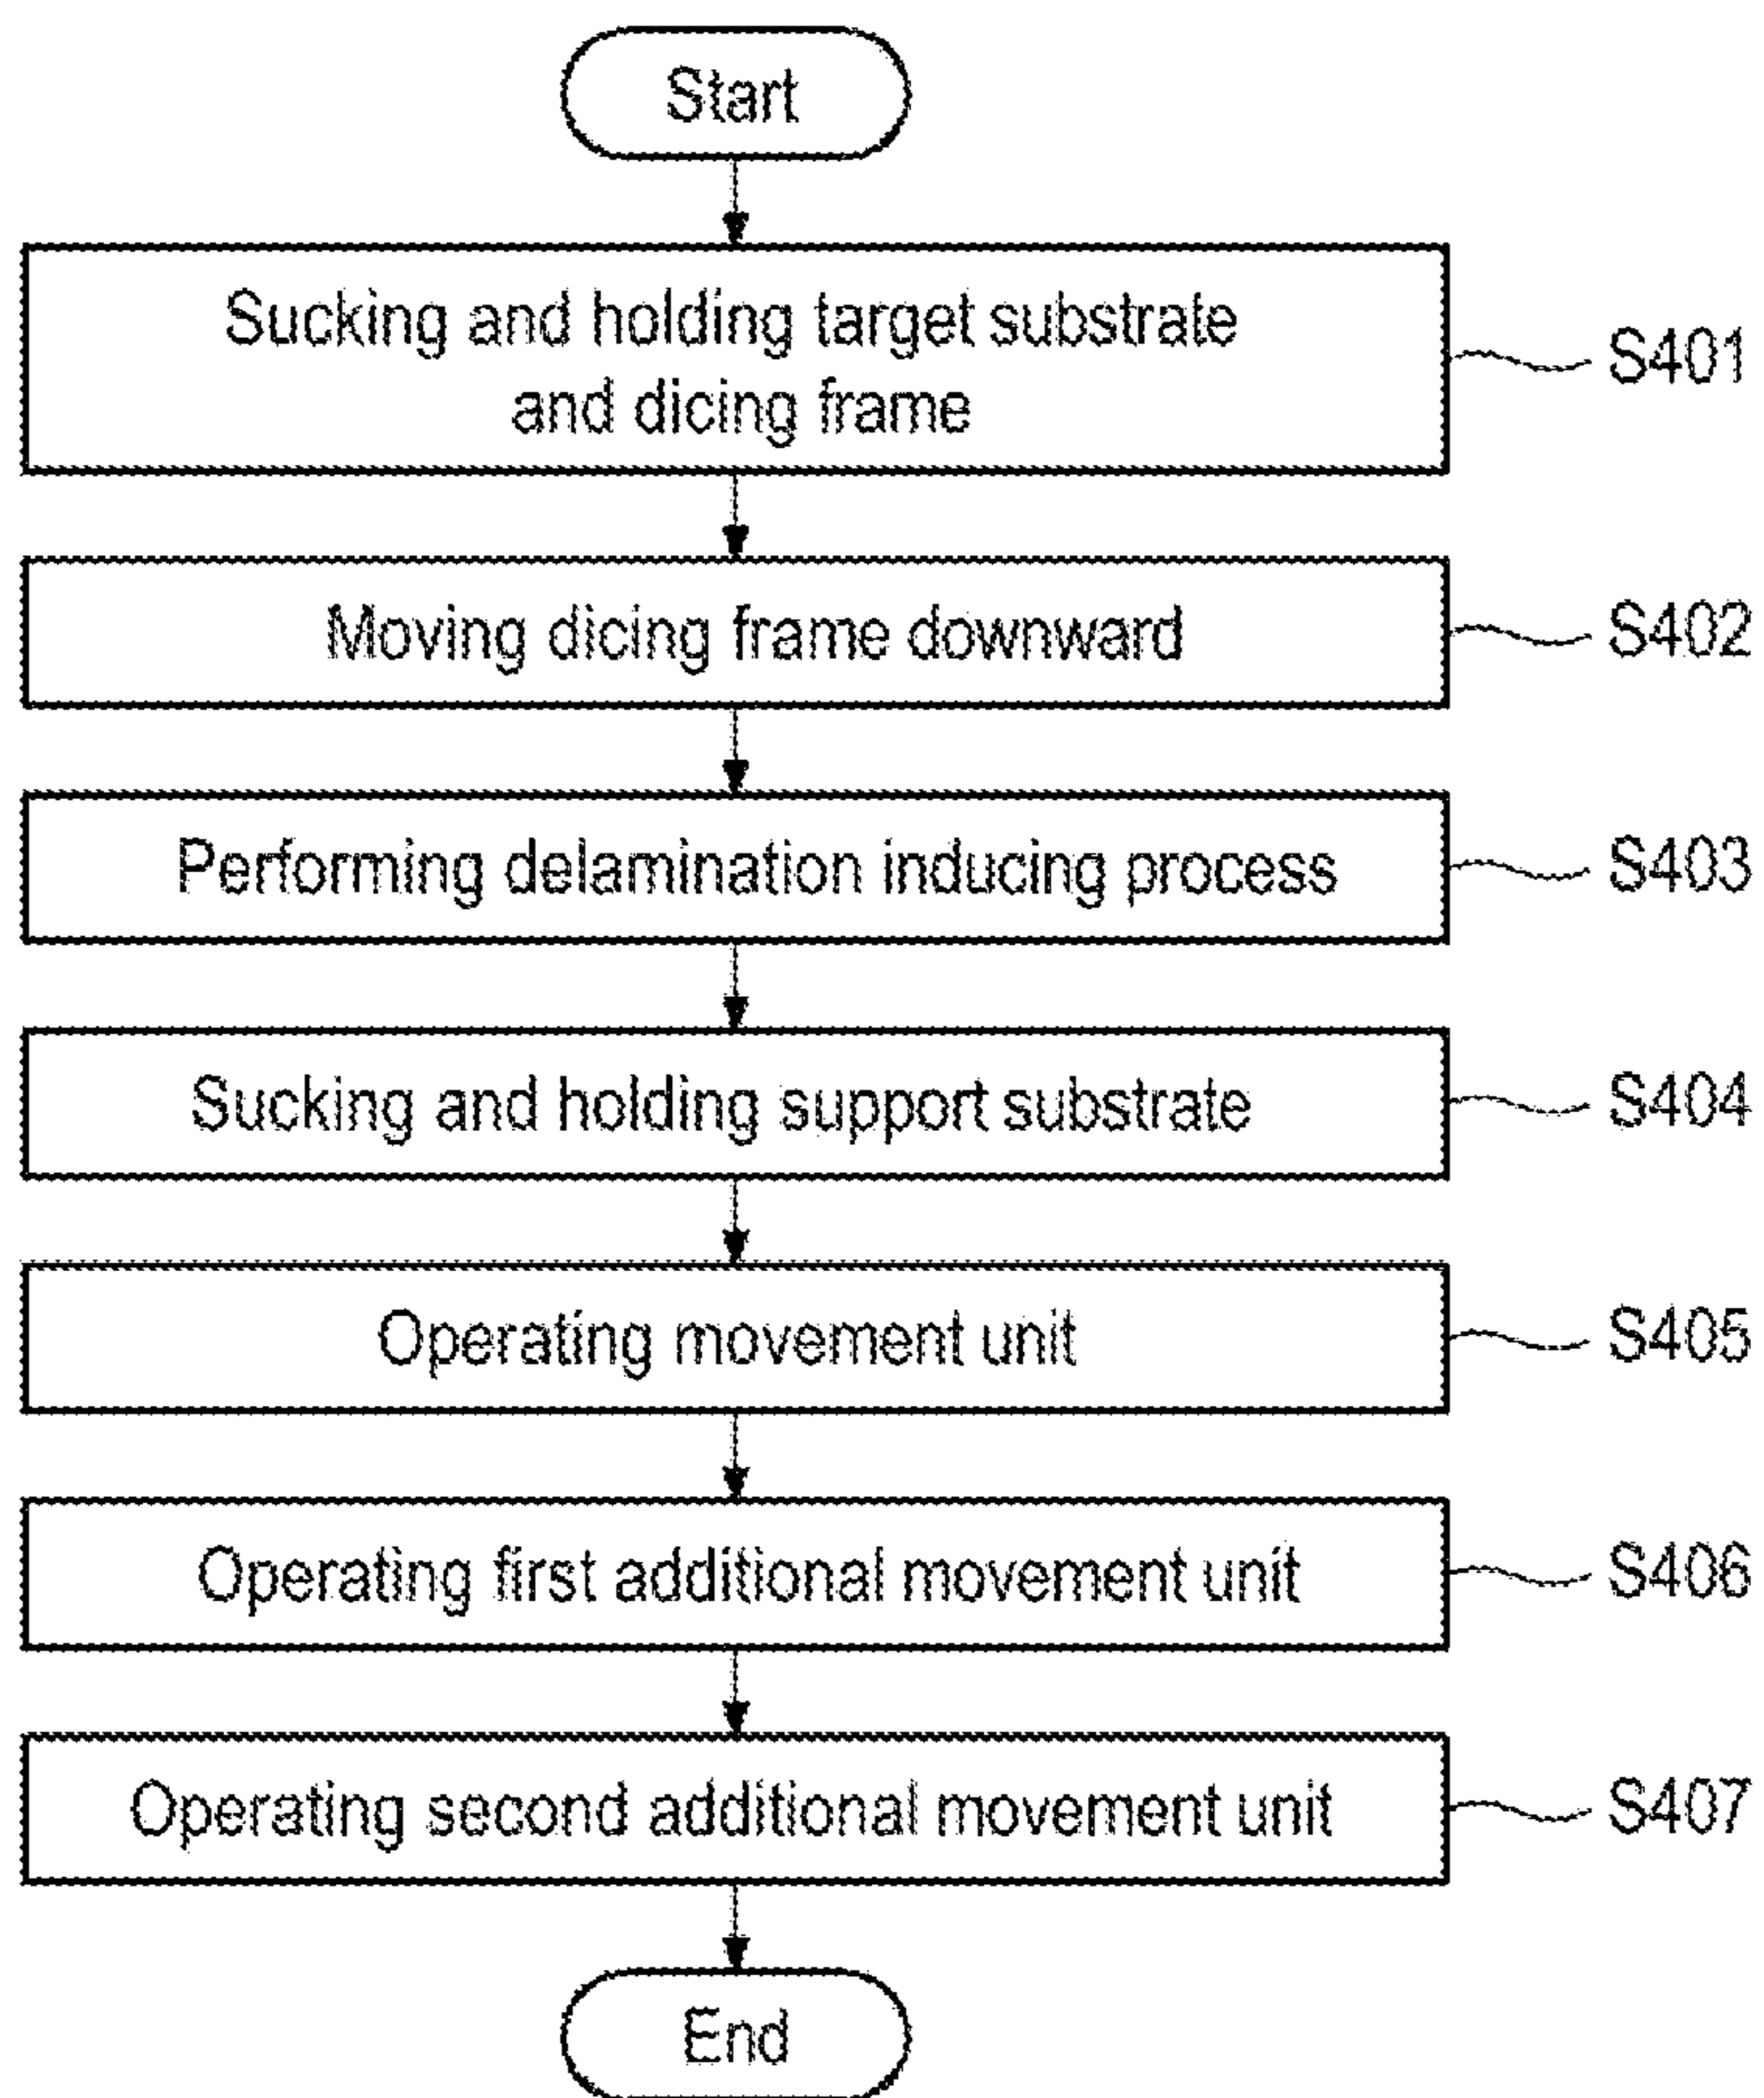 Start
Sucking and holding target substrate
and dicing frame
S401
Moving dicing frame downward
S402
Performing delamination inducing process
S403
Sucking and holding support substrate
S404
Operating movement unit
S405
Operating first additional movement unit
S406
Operating second additional movement unit
S407
End